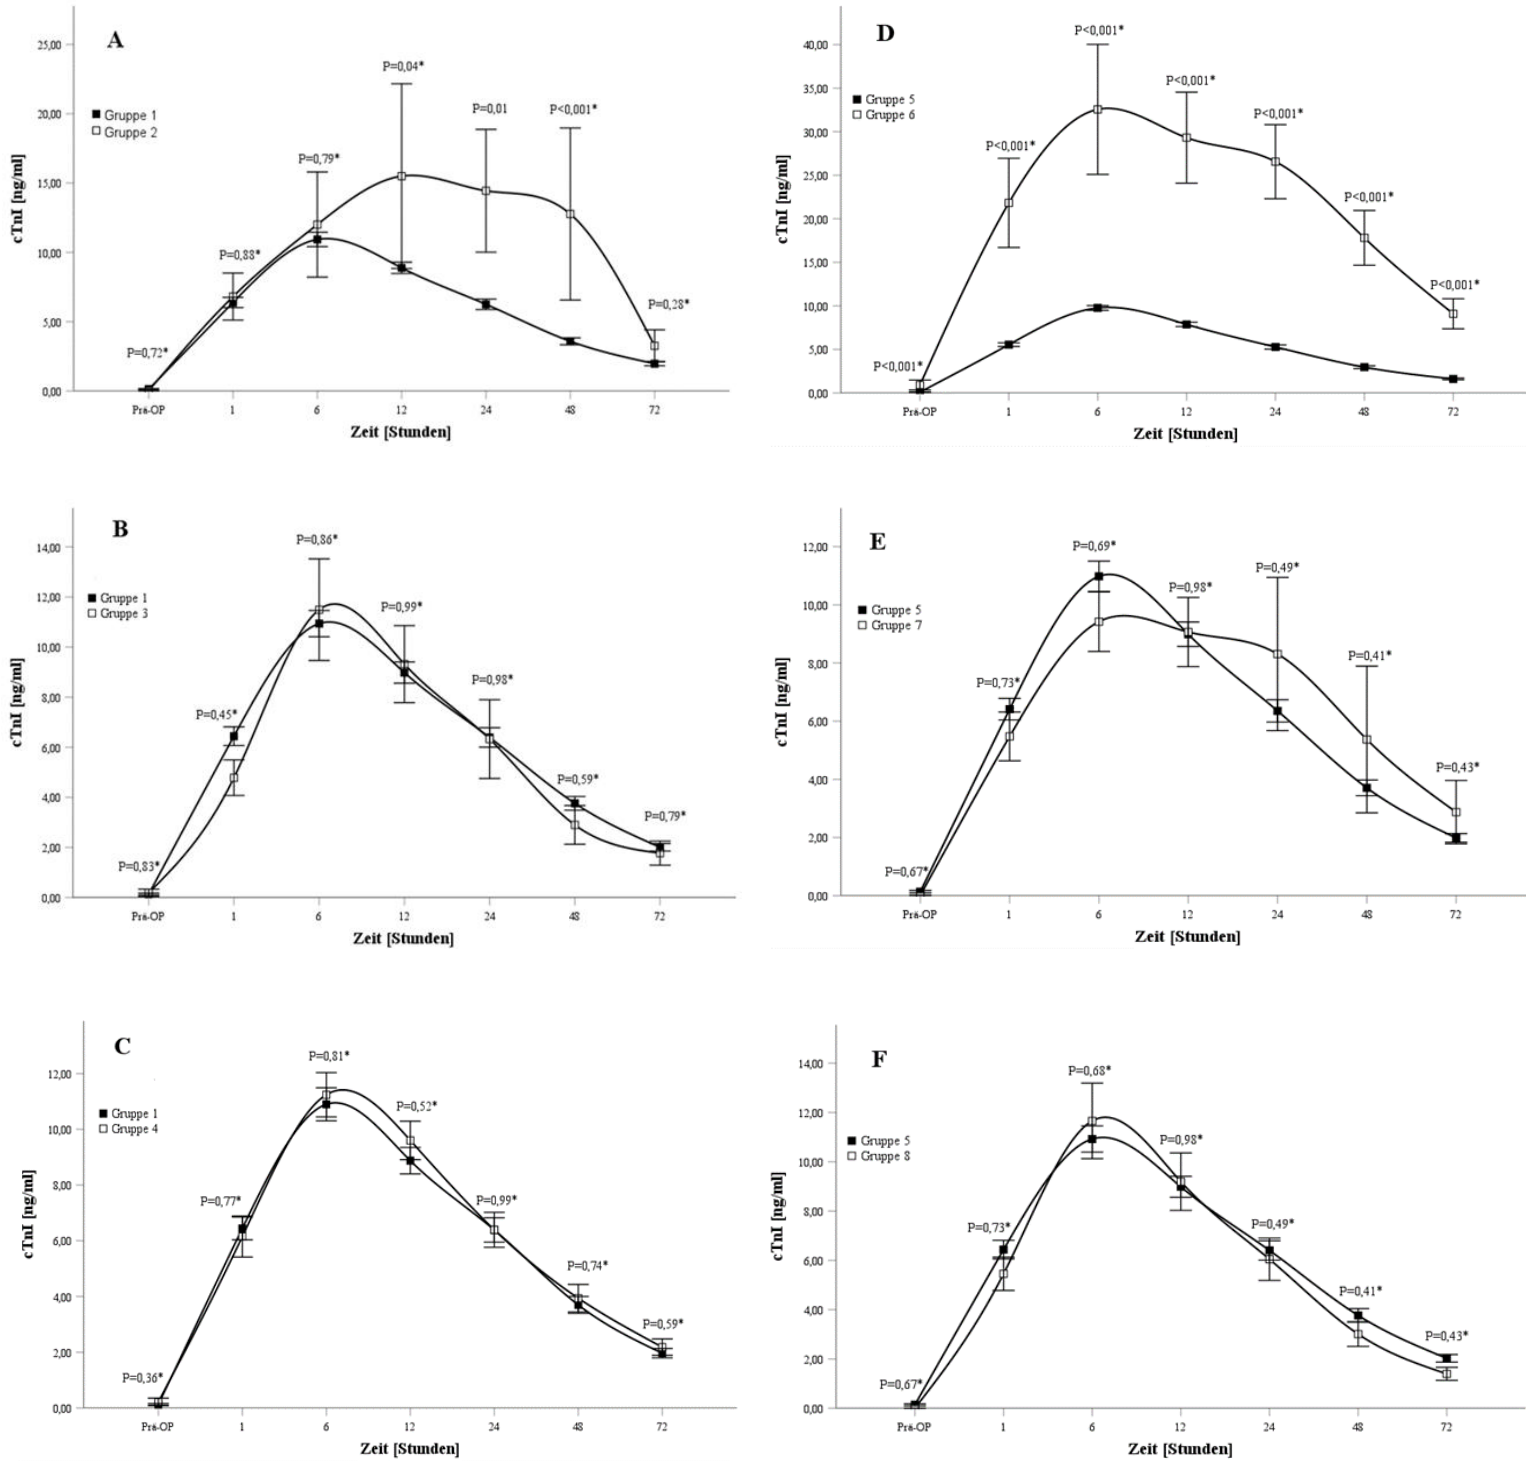 A
25,00
20,00
15,00
10,00
5,00
0,00
cTnI [ng/ml]
Gruppe 1
Gruppe 2
P=0,72*
P=0,88*
P=0,79*
P=0,04*
P=0,01
P<0,001*
P=0,28*
Prä-OP 1 6 12 24 48 72
Zeit [Stunden]
D
40,00
35,00
30,00
25,00
20,00
15,00
10,00
5,00
0,00
cTnI [ng/ml]
Gruppe 5
Gruppe 6
P<0,001*
P<0,001*
P<0,001*
P<0,001*
P<0,001*
P<0,001*
P<0,001*
Prä-OP 1 6 12 24 48 72
Zeit [Stunden]
B
14,00
12,00
10,00
8,00
6,00
4,00
2,00
0,00
cTnI [ng/ml]
Gruppe 1
Gruppe 3
P=0,83*
P=0,45*
P=0,86*
P=0,99*
P=0,98*
P=0,59*
P=0,79*
Prä-OP 1 6 12 24 48 72
Zeit [Stunden]
E
12,00
10,00
8,00
6,00
4,00
2,00
0,00
cTnI [ng/ml]
Gruppe 5
Gruppe 7
P=0,67*
P=0,73*
P=0,69*
P=0,98*
P=0,49*
P=0,41*
P=0,43*
Prä-OP 1 6 12 24 48 72
Zeit [Stunden]
C
12,00
10,00
8,00
6,00
4,00
2,00
0,00
cTnI [ng/ml]
Gruppe 1
Gruppe 4
P=0,36*
P=0,77*
P=0,81*
P=0,52*
P=0,99*
P=0,74*
P=0,59*
Prä-OP 1 6 12 24 48 72
Zeit [Stunden]
F
14,00
12,00
10,00
8,00
6,00
4,00
2,00
0,00
cTnI [ng/ml]
Gruppe 5
Gruppe 8
P=0,67*
P=0,73*
P=0,68*
P=0,98*
P=0,49*
P=0,41*
P=0,43*
Prä-OP 1 6 12 24 48 72
Zeit [Stunden]